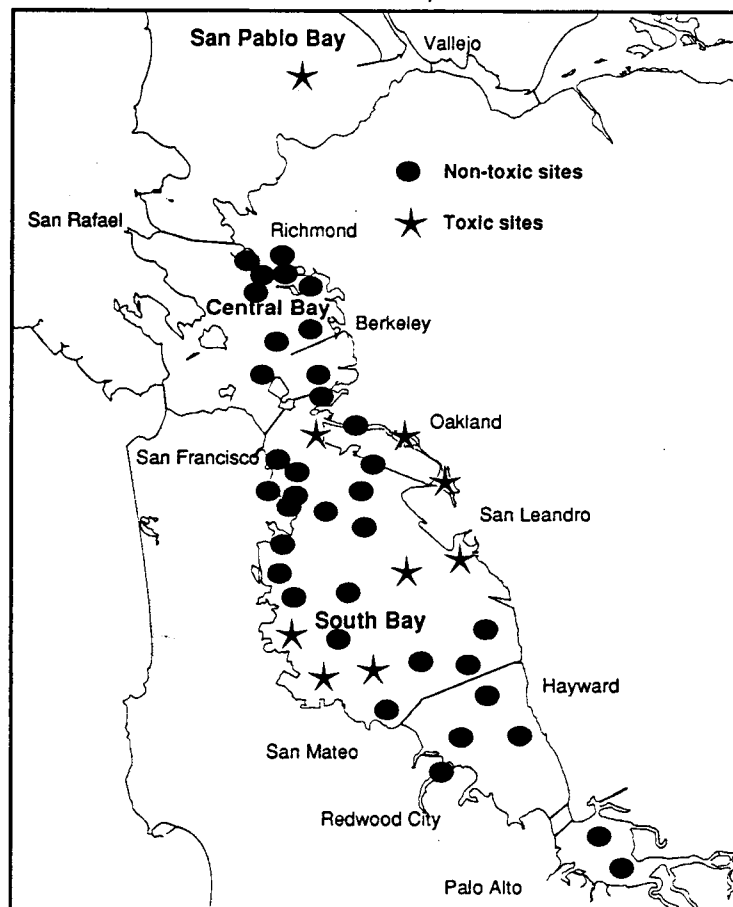 San Pablo Bay
Vallejo
Non-toxic sites
San Rafael
Richmond
Toxic sites
Central Bay
Berkeley
Oakland
San Francisco
San Leandro
South Bay
Hayward
San Mateo
Redwood City
Palo Alto